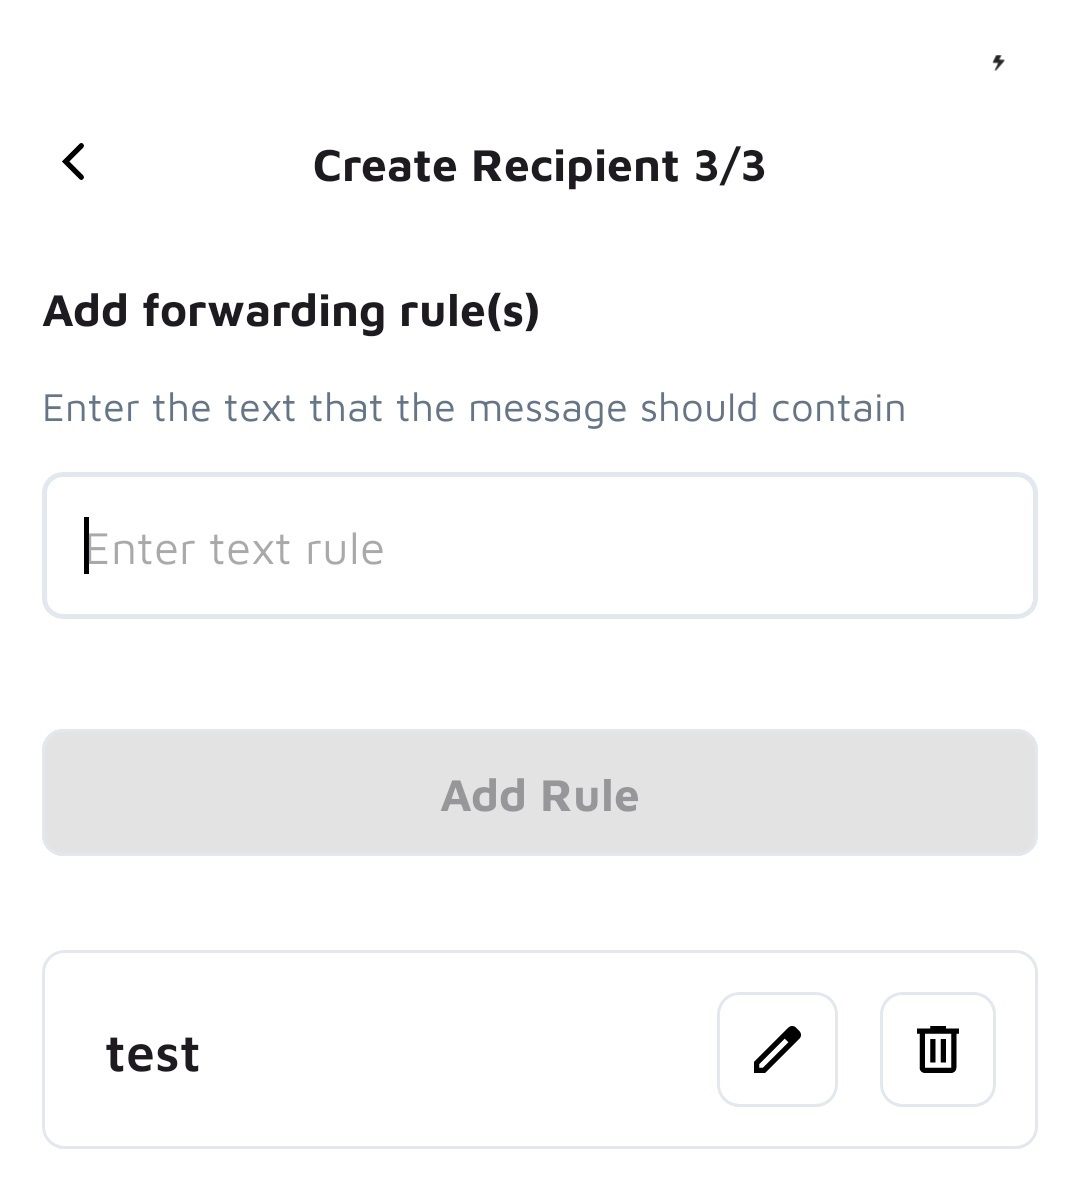 Create Recipient 3/3
Add forwarding rule(s)
Enter the text that the message should contain
Enter text rule
Add Rule
test